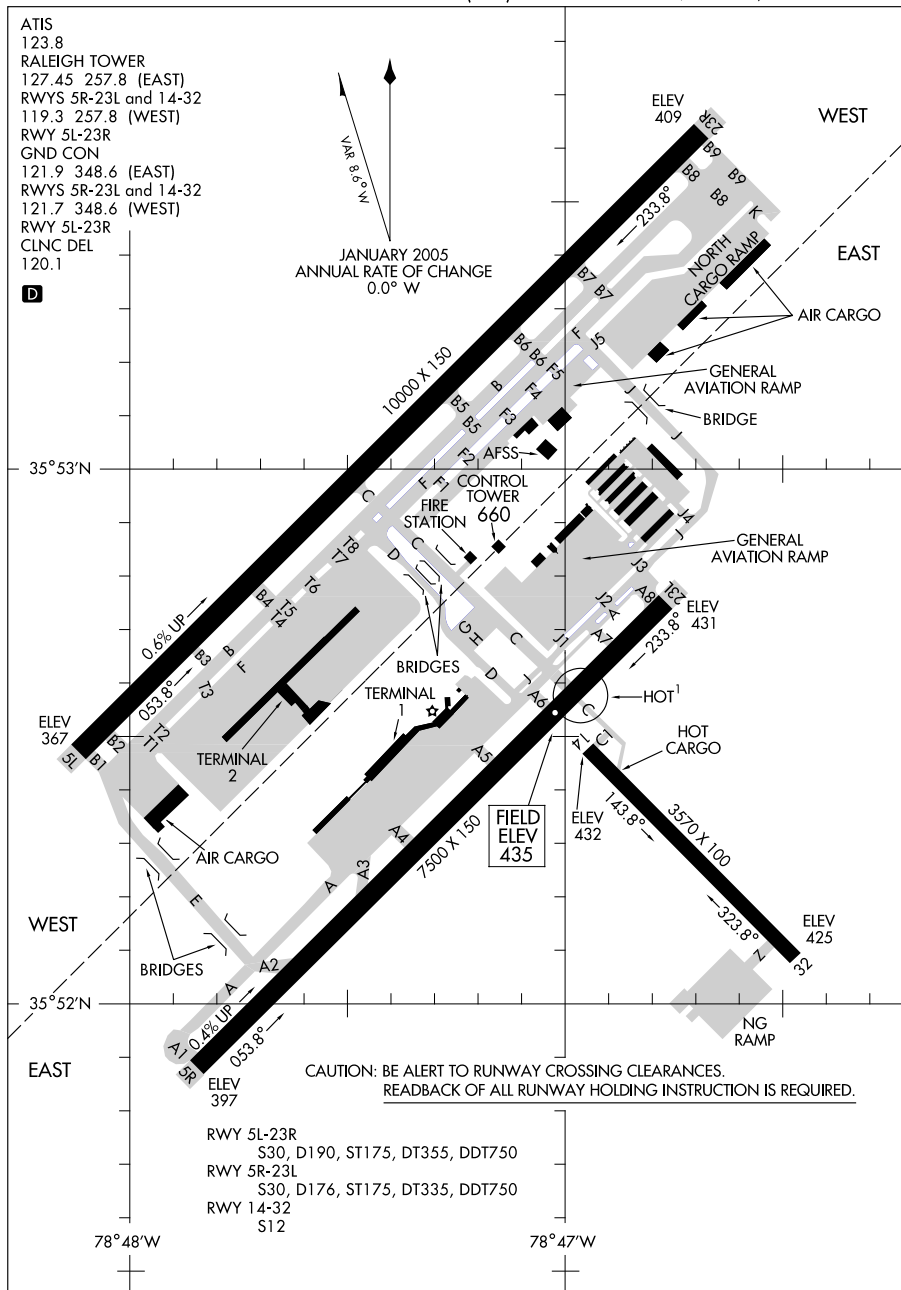 ATIS
123.8
RALEIGH TOWER
127.45 257.8 (EAST)
RWYS 5R-23L and 14-32
119.3 257.8 (WEST)
RWY 5L-23R
GND CON
121.9 348.6 (EAST)
RWYS 5R-23L and 14-32
121.7 348.6 (WEST)
RWY 5L-23R
CLNC DEL
120.1
D
VAR 8.6° W
JANUARY 2005
ANNUAL RATE OF CHANGE
0.0° W
ELEV
409
23R
WEST
EAST
B9
B9
B8
B8
K
233.8°
NORTH
CARGO RAMP
AIR CARGO
B7
B7
F
J5
B6
B6
F5
B
F4
F3
B5
B5
F2
F1
F
10000 X 150
GENERAL
AVIATION RAMP
J
J
BRIDGE
AFSS
35°53'N
CONTROL
TOWER
660
FIRE
STATION
C
C
D
T8
T7
J4
J
J3
GENERAL
AVIATION RAMP
A8
23L
ELEV
431
J2
A
A7
J1
233.8°
T6
T5
T4
B4
B
F
B3
T3
0.6% UP
053.8°
G
H
C
D
J
A6
BRIDGES
TERMINAL
1
HOT¹
C
C1
14
HOT
CARGO
ELEV
367
5L
B1
B2
T2
T1
TERMINAL
2
A5
FIELD
ELEV
435
ELEV
432
143.8°
3570 X 100
AIR CARGO
A4
7500 X 150
A3
A
E
323.8°
ELEV
425
32
Z
WEST
BRIDGES
A2
A
35°52'N
NG
RAMP
EAST
A1
5R
0.4% UP
053.8°
ELEV
397
CAUTION: BE ALERT TO RUNWAY CROSSING CLEARANCES.
READBACK OF ALL RUNWAY HOLDING INSTRUCTION IS REQUIRED.
RWY 5L-23R
S30, D190, ST175, DT355, DDT750
RWY 5R-23L
S30, D176, ST175, DT335, DDT750
RWY 14-32
S12
78°48'W
78°47'W